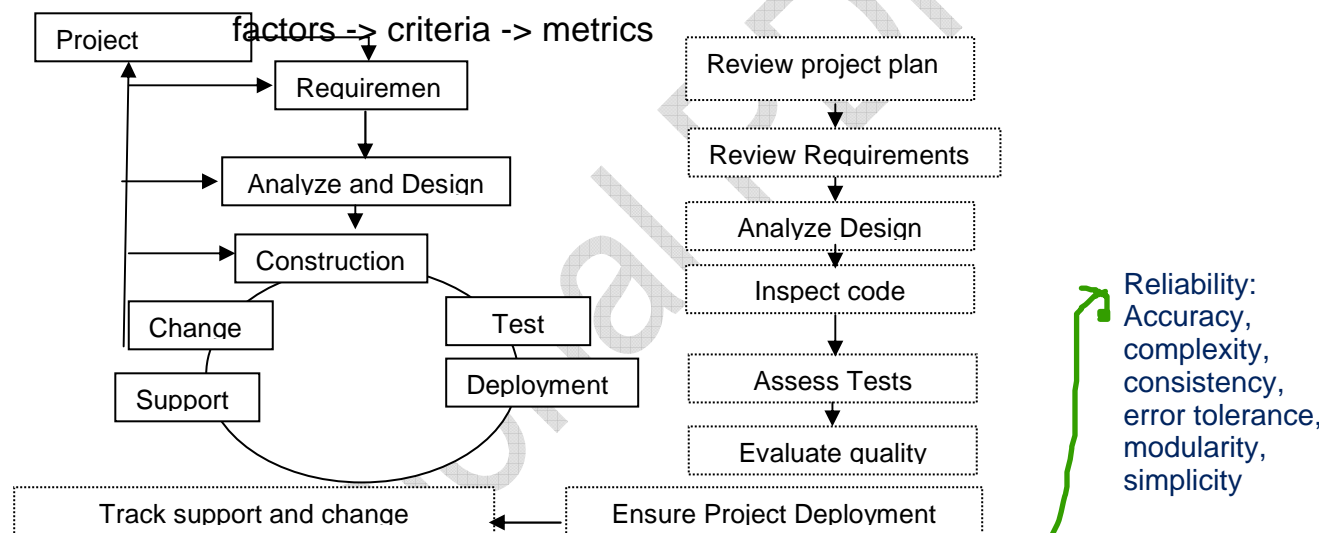 factors -> criteria -> metrics
Project
Requiremen
Analyze and Design
Construction
Change
Test
Support
Deployment
Review project plan
Review Requirements
Analyze Design
Inspect code
Assess Tests
Evaluate quality
Track support and change
Ensure Project Deployment
Reliability:
Accuracy,
complexity,
consistency,
error tolerance,
modularity,
simplicity